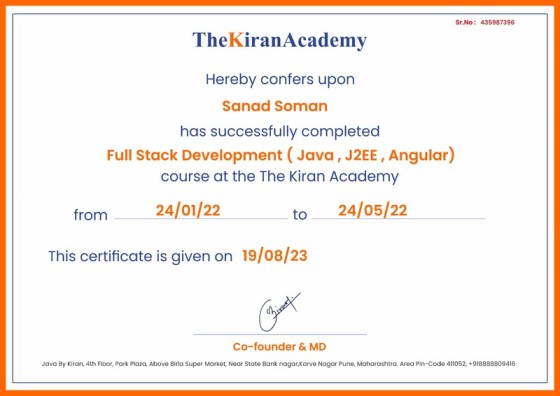 Sr.No: 435987396
TheKiranAcademy
Hereby confers upon
Sanad Soman
has successfully completed
Full Stack Development ( Java , J2EE , Angular)
course at the The Kiran Academy
from 24/01/22 to 24/05/22
This certificate is given on 19/08/23
Co-founder & MD
Java By Kiran, 4th Floor, Park Plaza, Above Birla Super Market, Near State Bank nagar,Karve Nagar Pune, Maharashtra. Area Pin-Code 411052, +918888809416